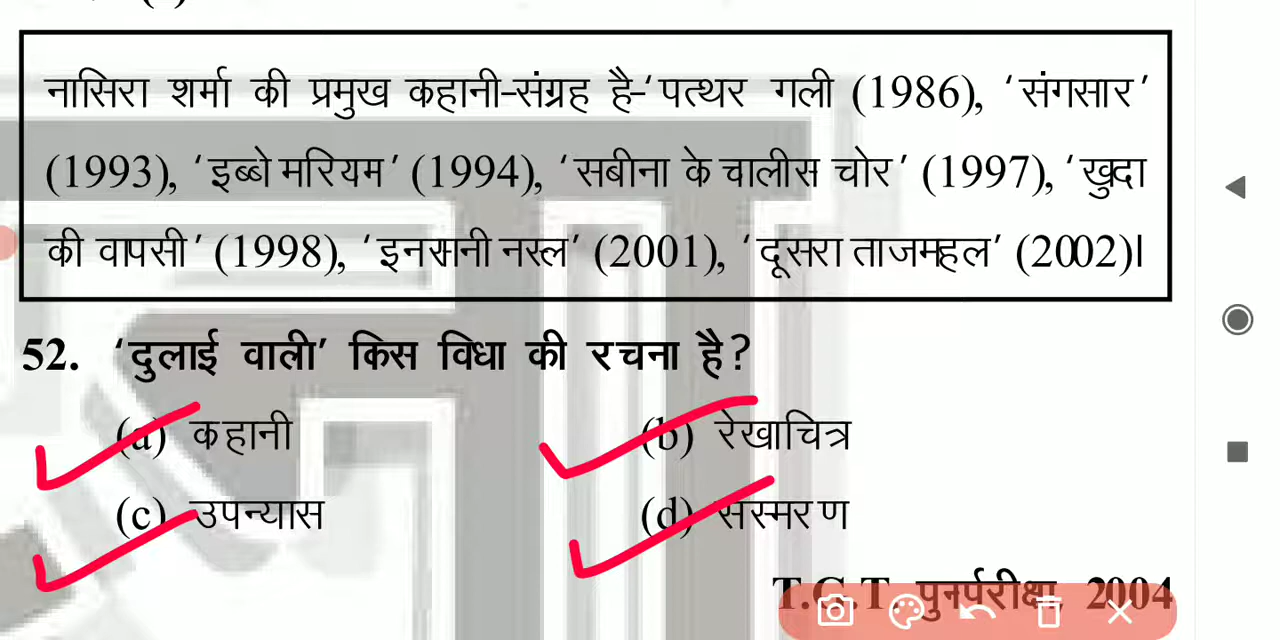 नासिरा शर्मा की प्रमुख कहानी-संग्रह है-‘पत्थर गली (1986), ‘संगसार’
(1993), ‘इब्बे मरियम’ (1994), ‘सबीना के चालीस चोर’ (1997), ‘खुदा
की वापसी’ (1998), ‘इनसानी नस्ल’ (2001), ‘दूसरा ताजमहल’ (2002)।
52. ‘दुलाई वाली’ किस विधा की रचना है?
(a) कहानी (b) रेखाचित्र
(c) उपन्यास (d) संस्मरण
T.G.T. पुनर्परीक्षा, 2004